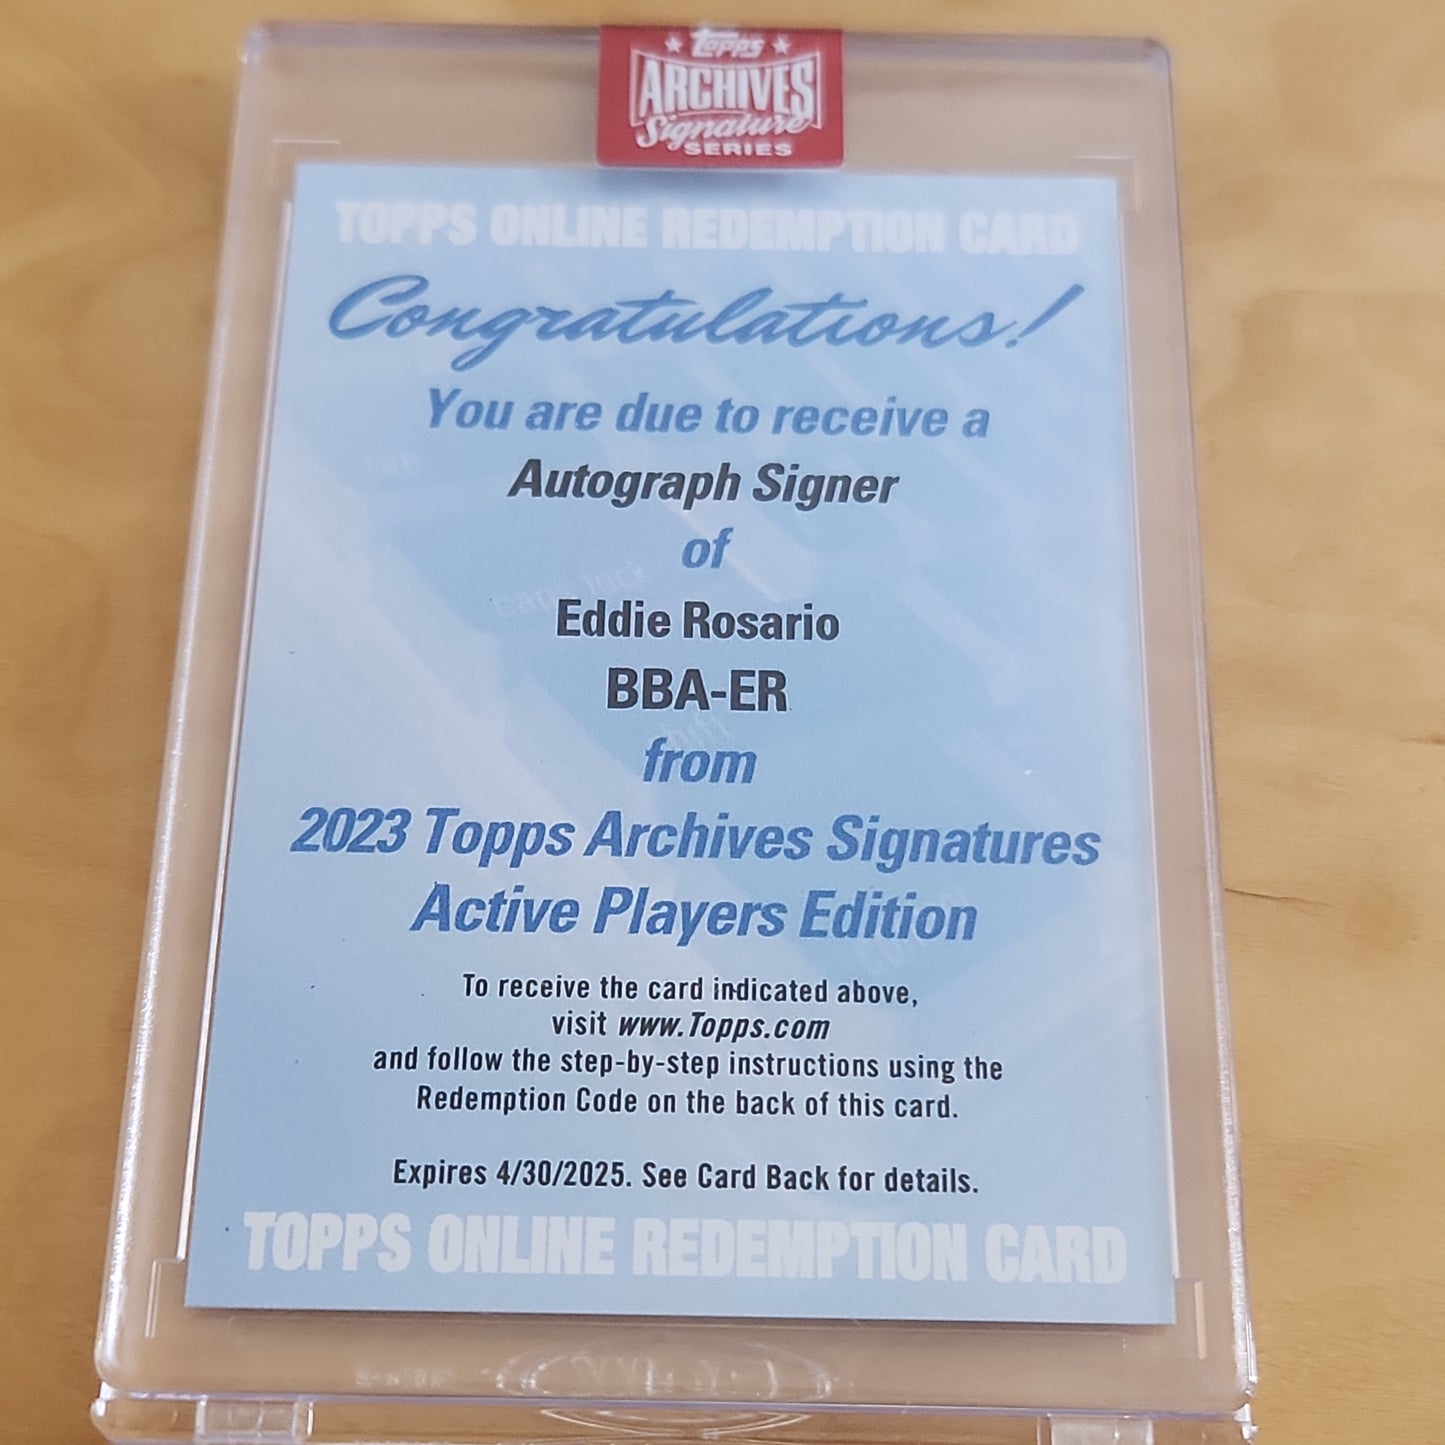 Topps
ARCHIVES
Signature
SERIES
TOPPS ONLINE REDEMPTION CARD
Congratulations!
You are due to receive a
Autograph Signer
of
Eddie Rosario
BBA-ER
from
2023 Topps Archives Signatures
Active Players Edition
To receive the card indicated above,
visit www.Topps.com
and follow the step-by-step instructions using the
Redemption Code on the back of this card.
Expires 4/30/2025. See Card Back for details.
TOPPS ONLINE REDEMPTION CARD